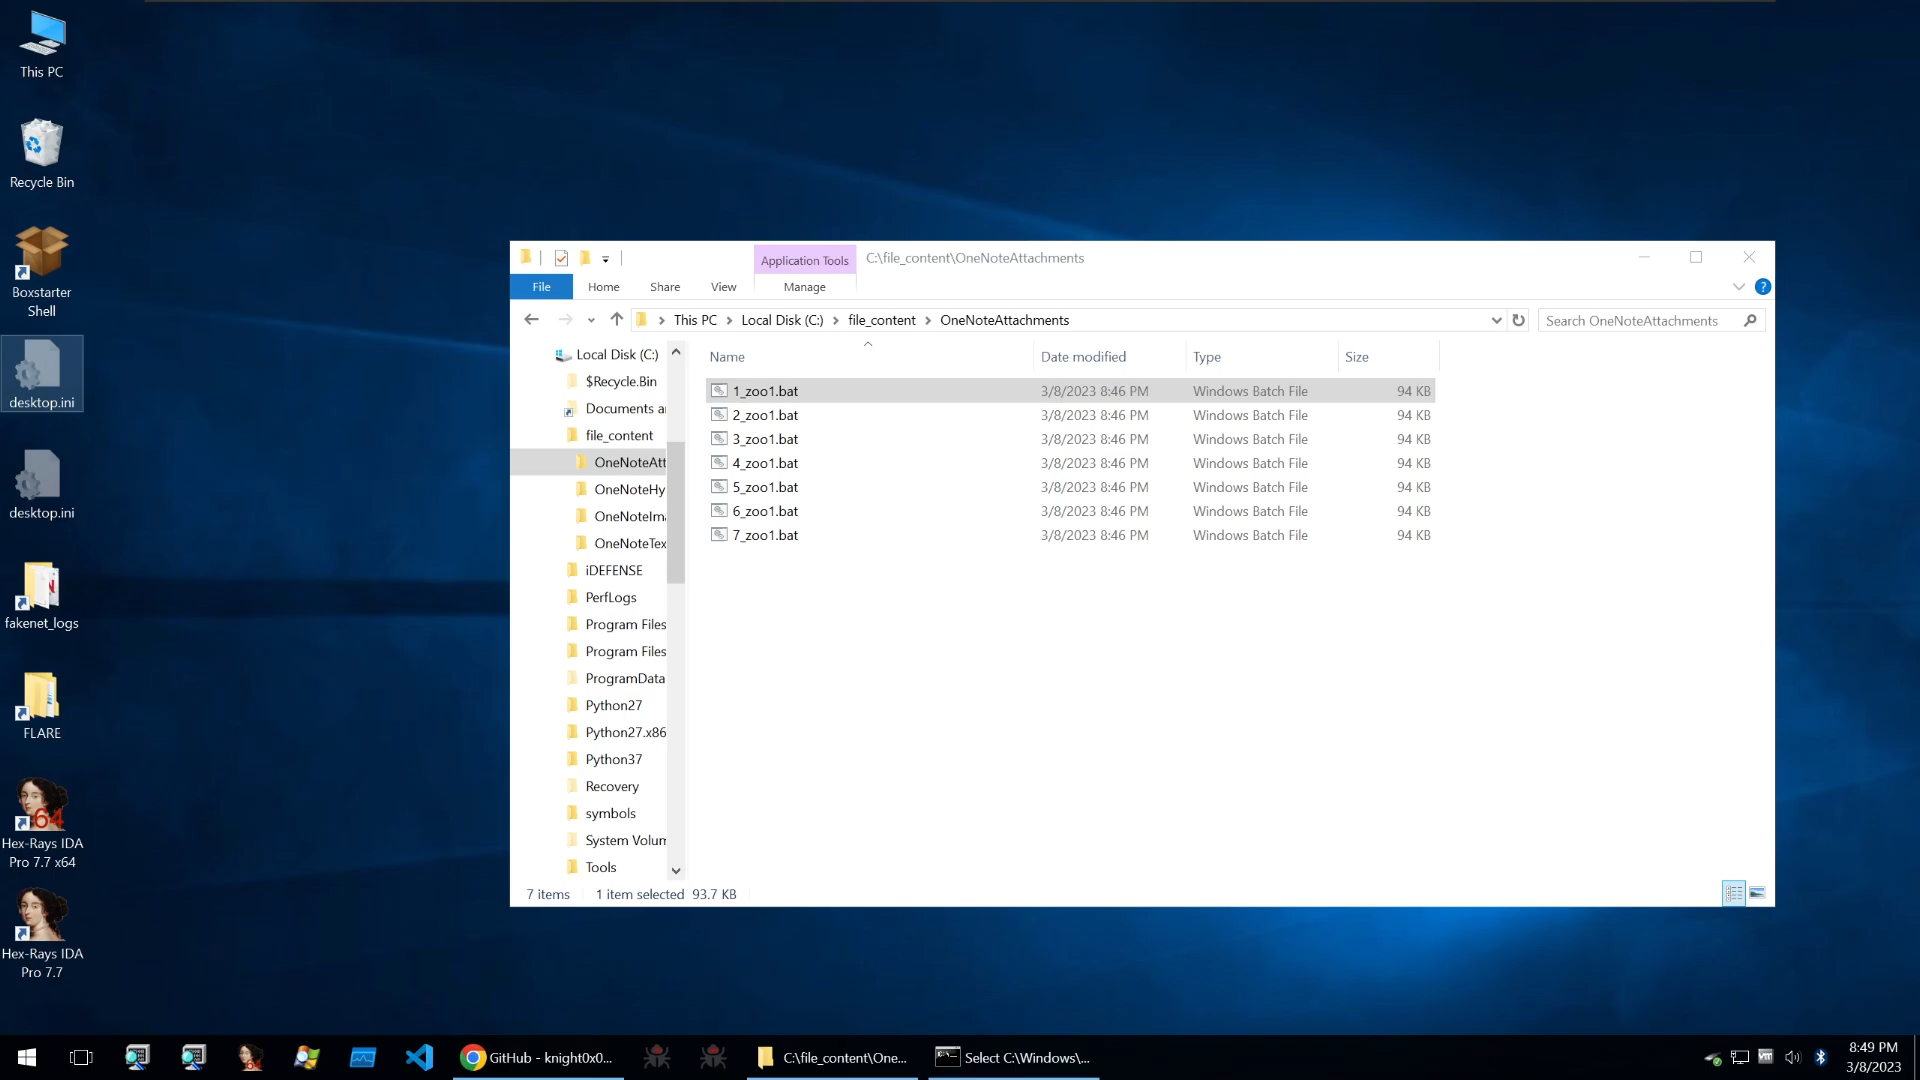 This PC
Recycle Bin
Boxstarter
Shell
desktop.ini
desktop.ini
fakenet_logs
FLARE
64
Hex-Rays IDA
Pro 7.7 x64
Hex-Rays IDA
Pro 7.7
Application Tools
C:\file_content\OneNoteAttachments
File
Home
Share
View
Manage
?
This PC
Local Disk (C:)
file_content
OneNoteAttachments
Search OneNoteAttachments
Local Disk (C:)
$Recycle.Bin
Documents a
file_content
OneNoteAtt
OneNoteHy
OneNoteIm
OneNoteTex
iDEFENSE
PerfLogs
Program Files
Program Files
ProgramData
Python27
Python27.x86
Python37
Recovery
symbols
System Volum
Tools
Name
Date modified
Type
Size
1_zoo1.bat 3/8/2023 8:46 PM Windows Batch File 94 KB
2_zoo1.bat 3/8/2023 8:46 PM Windows Batch File 94 KB
3_zoo1.bat 3/8/2023 8:46 PM Windows Batch File 94 KB
4_zoo1.bat 3/8/2023 8:46 PM Windows Batch File 94 KB
5_zoo1.bat 3/8/2023 8:46 PM Windows Batch File 94 KB
6_zoo1.bat 3/8/2023 8:46 PM Windows Batch File 94 KB
7_zoo1.bat 3/8/2023 8:46 PM Windows Batch File 94 KB
7 items
1 item selected 93.7 KB
GitHub - knight0x0...
C:\file_content\One...
Select C:\Windows\...
8:49 PM
3/8/2023